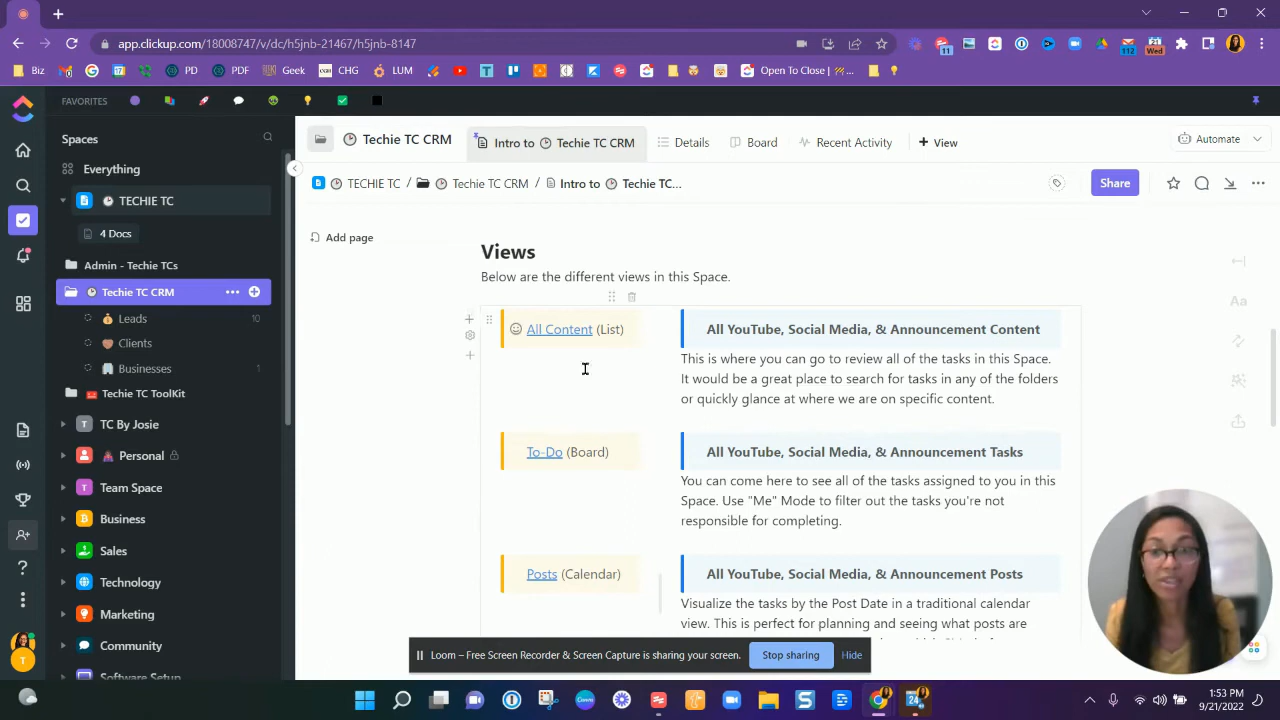 app.clickup.com/18008747/v/dc/h5jnb-21467/h5jnb-8147
11
112
Wed
Biz
PD
PDF
Geek
CHG
LUM
Open To Close | 
FAVORITES
Spaces
Everything
TECHIE TC
4 Docs
Admin - Techie TCs
Techie TC CRM
Leads 10
Clients
Businesses 1
Techie TC ToolKit
T TC By Josie
Personal
T Team Space
Business
Sales
Technology
Marketing
Community
Software Setup
T
Techie TC CRM
Intro to Techie TC CRM
Details
Board
Recent Activity
+ View
Automate
TECHIE TC / Techie TC CRM / Intro to Techie TC...
Share
Add page
Aa
Views
Below are the different views in this Space.
All Content (List)
All YouTube, Social Media, & Announcement Content
This is where you can go to review all of the tasks in this Space.
It would be a great place to search for tasks in any of the folders
or quickly glance at where we are on specific content.
To-Do (Board)
All YouTube, Social Media, & Announcement Tasks
You can come here to see all of the tasks assigned to you in this
Space. Use "Me" Mode to filter out the tasks you're not
responsible for completing.
Posts (Calendar)
All YouTube, Social Media, & Announcement Posts
Visualize the tasks by the Post Date in a traditional calendar
view. This is perfect for planning and seeing what posts are
Loom – Free Screen Recorder & Screen Capture is sharing your screen.
Stop sharing
Hide
1:53 PM
9/21/2022